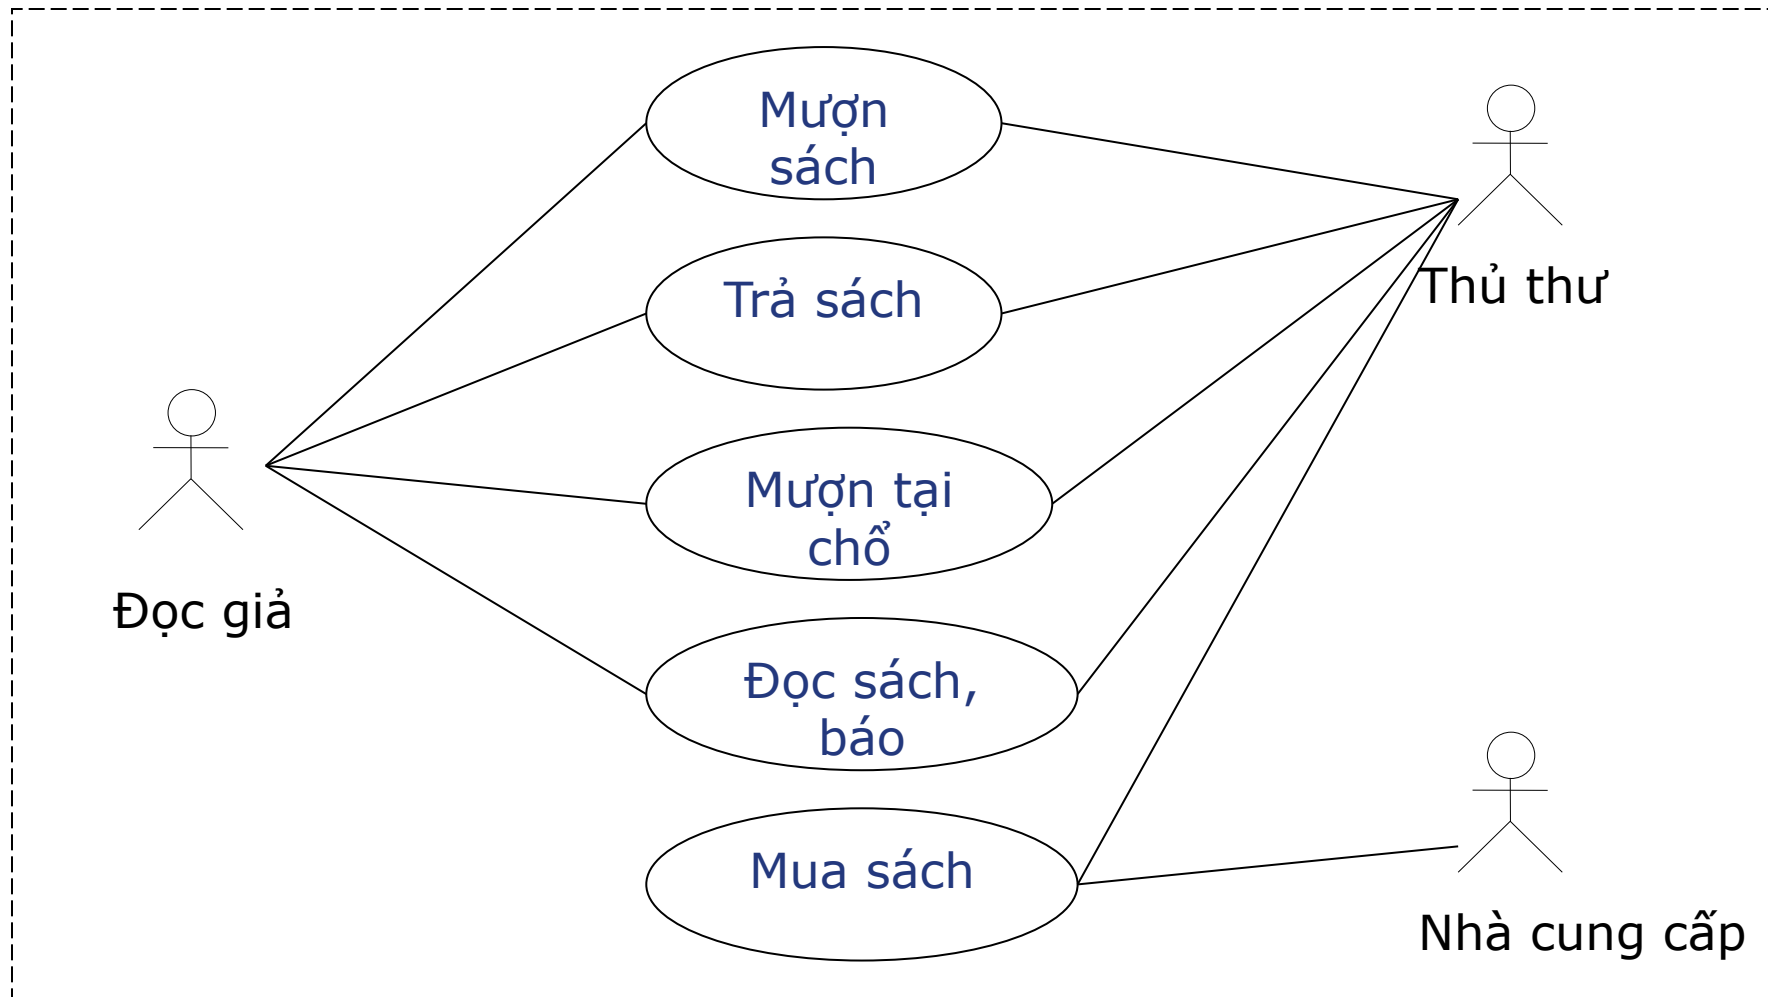 Mượn
sách
Thủ thư
Trả sách
Mượn tại
chổ
Đọc giả
Đọc sách,
báo
Mua sách
Nhà cung cấp